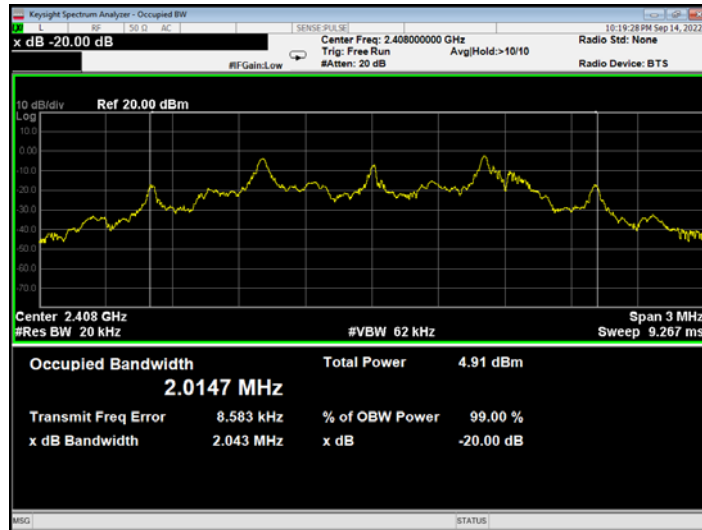 Keysight Spectrum Analyzer - Occupied BW
L RF 50 Ω AC SENSE:PULSE 10:19:28 PM Sep 14, 2022
x dB -20.00 dB Center Freq: 2.408000000 GHz Radio Std: None
Trig: Free Run Avg|Hold:>10/10
#IFGain:Low #Atten: 20 dB Radio Device: BTS
10 dB/div Ref 20.00 dBm
Log
10.0
0.00
-10.0
-20.0
-30.0
-40.0
-50.0
-60.0
-70.0
Center 2.408 GHz Span 3 MHz
#Res BW 20 kHz #VBW 62 kHz Sweep 9.267 ms
Occupied Bandwidth Total Power 4.91 dBm
2.0147 MHz
Transmit Freq Error 8.583 kHz % of OBW Power 99.00 %
x dB Bandwidth 2.043 MHz x dB -20.00 dB
MSG STATUS